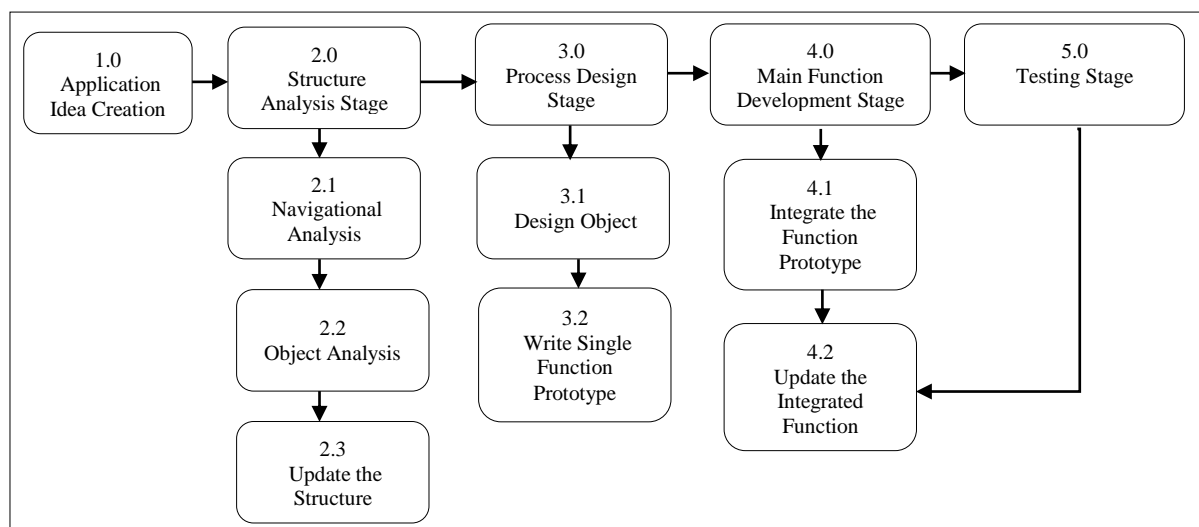 1.0
Application
Idea Creation
2.0
Structure
Analysis Stage
3.0
Process Design
Stage
4.0
Main Function
Development Stage
5.0
Testing Stage
2.1
Navigational
Analysis
2.2
Object Analysis
2.3
Update the
Structure
3.1
Design Object
3.2
Write Single
Function
Prototype
4.1
Integrate the
Function
Prototype
4.2
Update the
Integrated
Function